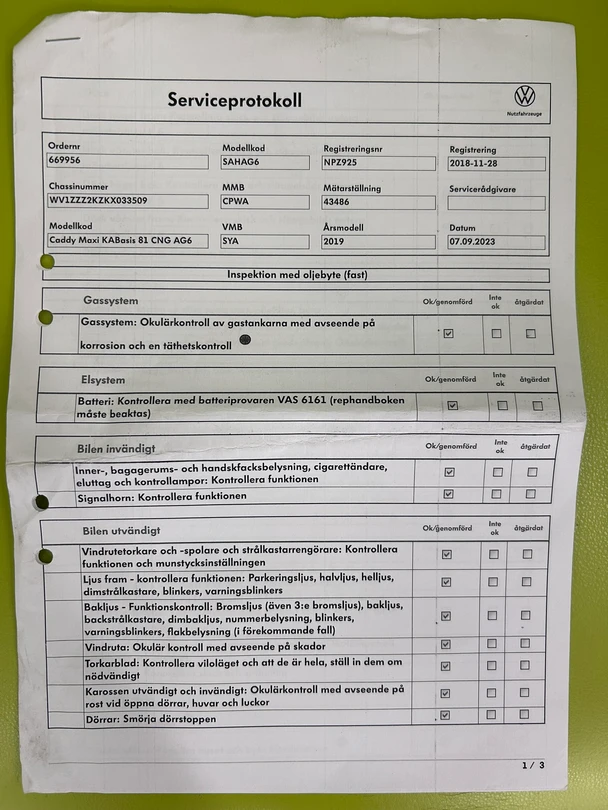 Serviceprotokoll
Nutzfahrzeuge
Ordernr Modellkod Registreringsnr Registrering
669956 SAHAG6 NPZ925 2018-11-28
Chassinummer MMB Mätarställning Servicerådgivare
WV1ZZZ2KZKX033509 CPWA 43486
Modellkod VMB Årsmodell Datum
Caddy Maxi KABasis 81 CNG AG6 SYA 2019 07.09.2023
Inspektion med oljebyte (fast)
Gassystem Ok/genomförd Inte ok åtgärdat
Gassystem: Okulärkontroll av gastankarna med avseende på
korrosion och en täthetskontroll
Elsystem Ok/genomförd Inte ok åtgärdat
Batteri: Kontrollera med batteriprovaren VAS 6161 (rephandboken
måste beaktas)
Bilen invändigt Ok/genomförd Inte ok åtgärdat
Inner-, bagagerums- och handskfacksbelysning, cigarettändare,
eluttag och kontrollampor: Kontrollera funktionen
Signalhorn: Kontrollera funktionen
Bilen utvändigt Ok/genomförd Inte ok åtgärdat
Vindrutetorkare och -spolare och strålkastarrengörare: Kontrollera
funktionen och munstycksinställningen
Ljus fram - kontrollera funktionen: Parkeringsljus, halvljus, helljus,
dimstrålkastare, blinkers, varningsblinkers
Bakljus - Funktionskontroll: Bromsljus (även 3:e bromsljus), bakljus,
backstrålkastare, dimbakljus, nummerbelysning, blinkers,
varningsblinkers, flakbelysning (i förekommande fall)
Vindruta: Okulär kontroll med avseende på skador
Torkarblad: Kontrollera viloläget och att de är hela, ställ in dem om
nödvändigt
Karossen utvändigt och invändigt: Okulärkontroll med avseende på
rost vid öppna dörrar, huvar och luckor
Dörrar: Smörja dörrstoppen
1 / 3